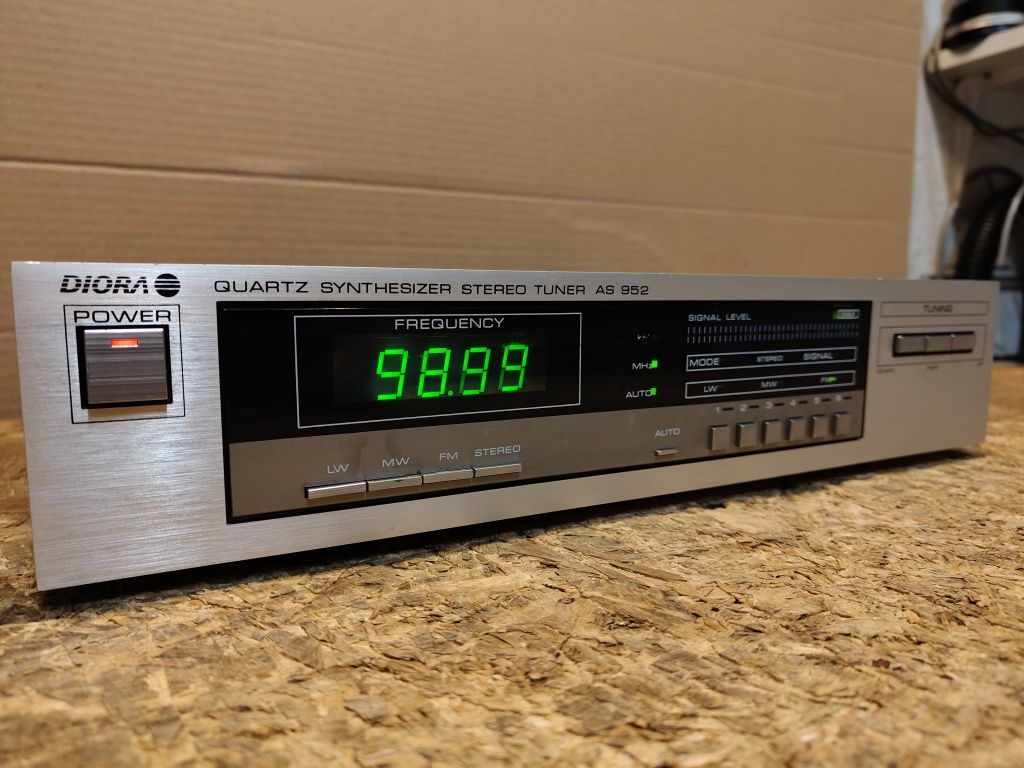 DIORA
QUARTZ SYNTHESIZER STEREO TUNER AS 952
POWER
FREQUENCY
98.99
MHz
AUTO
SIGNAL LEVEL
MODE STEREO SIGNAL
LW MW FM
1 2 3 4 5 6
AUTO
LW MW FM STEREO
TUNING